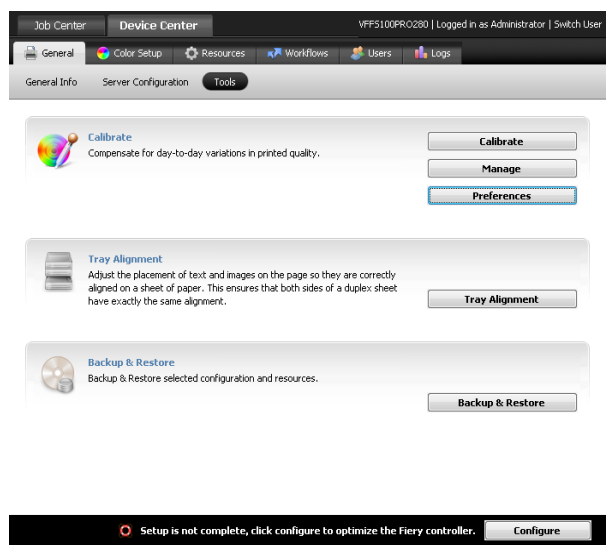 Job Center Device Center VFFS100PRO280 | Logged in as Administrator | Switch User
General Color Setup Resources Workflows Users Logs
General Info Server Configuration Tools
Calibrate
Compensate for day-to-day variations in printed quality.
Calibrate
Manage
Preferences
Tray Alignment
Adjust the placement of text and images on the page so they are correctly
aligned on a sheet of paper. This ensures that both sides of a duplex sheet
have exactly the same alignment.
Tray Alignment
Backup & Restore
Backup & Restore selected configuration and resources.
Backup & Restore
Setup is not complete, click configure to optimize the Fiery controller. Configure